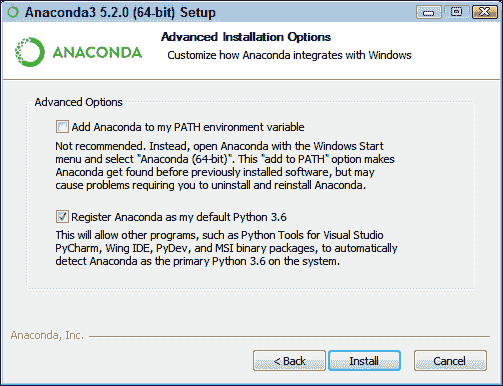 Anaconda3 5.2.0 (64-bit) Setup
ANACONDA
Advanced Installation Options
Customize how Anaconda integrates with Windows
Advanced Options
Add Anaconda to my PATH environment variable
Not recommended. Instead, open Anaconda with the Windows Start
menu and select "Anaconda (64-bit)". This "add to PATH" option makes
Anaconda get found before previously installed software, but may
cause problems requiring you to uninstall and reinstall Anaconda.
Register Anaconda as my default Python 3.6
This will allow other programs, such as Python Tools for Visual Studio
PyCharm, Wing IDE, PyDev, and MSI binary packages, to automatically
detect Anaconda as the primary Python 3.6 on the system.
Anaconda, Inc.
< Back
Install
Cancel